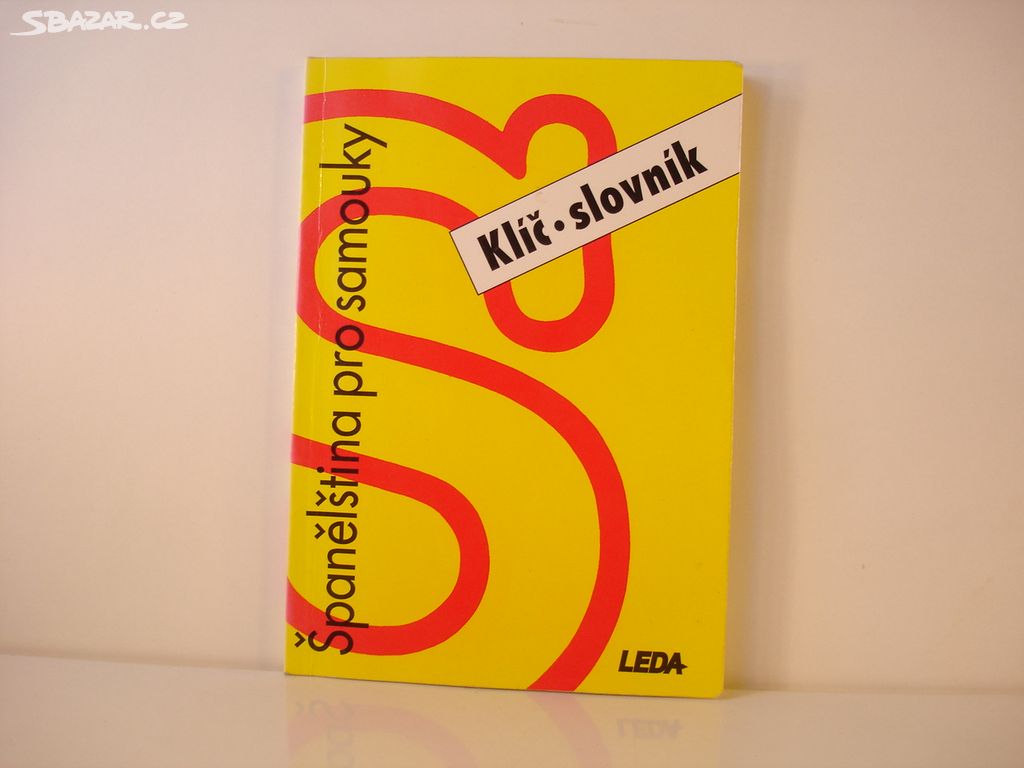 SBAZAR.CZ
Španělština pro samouky
Klíč • slovník
LEDA